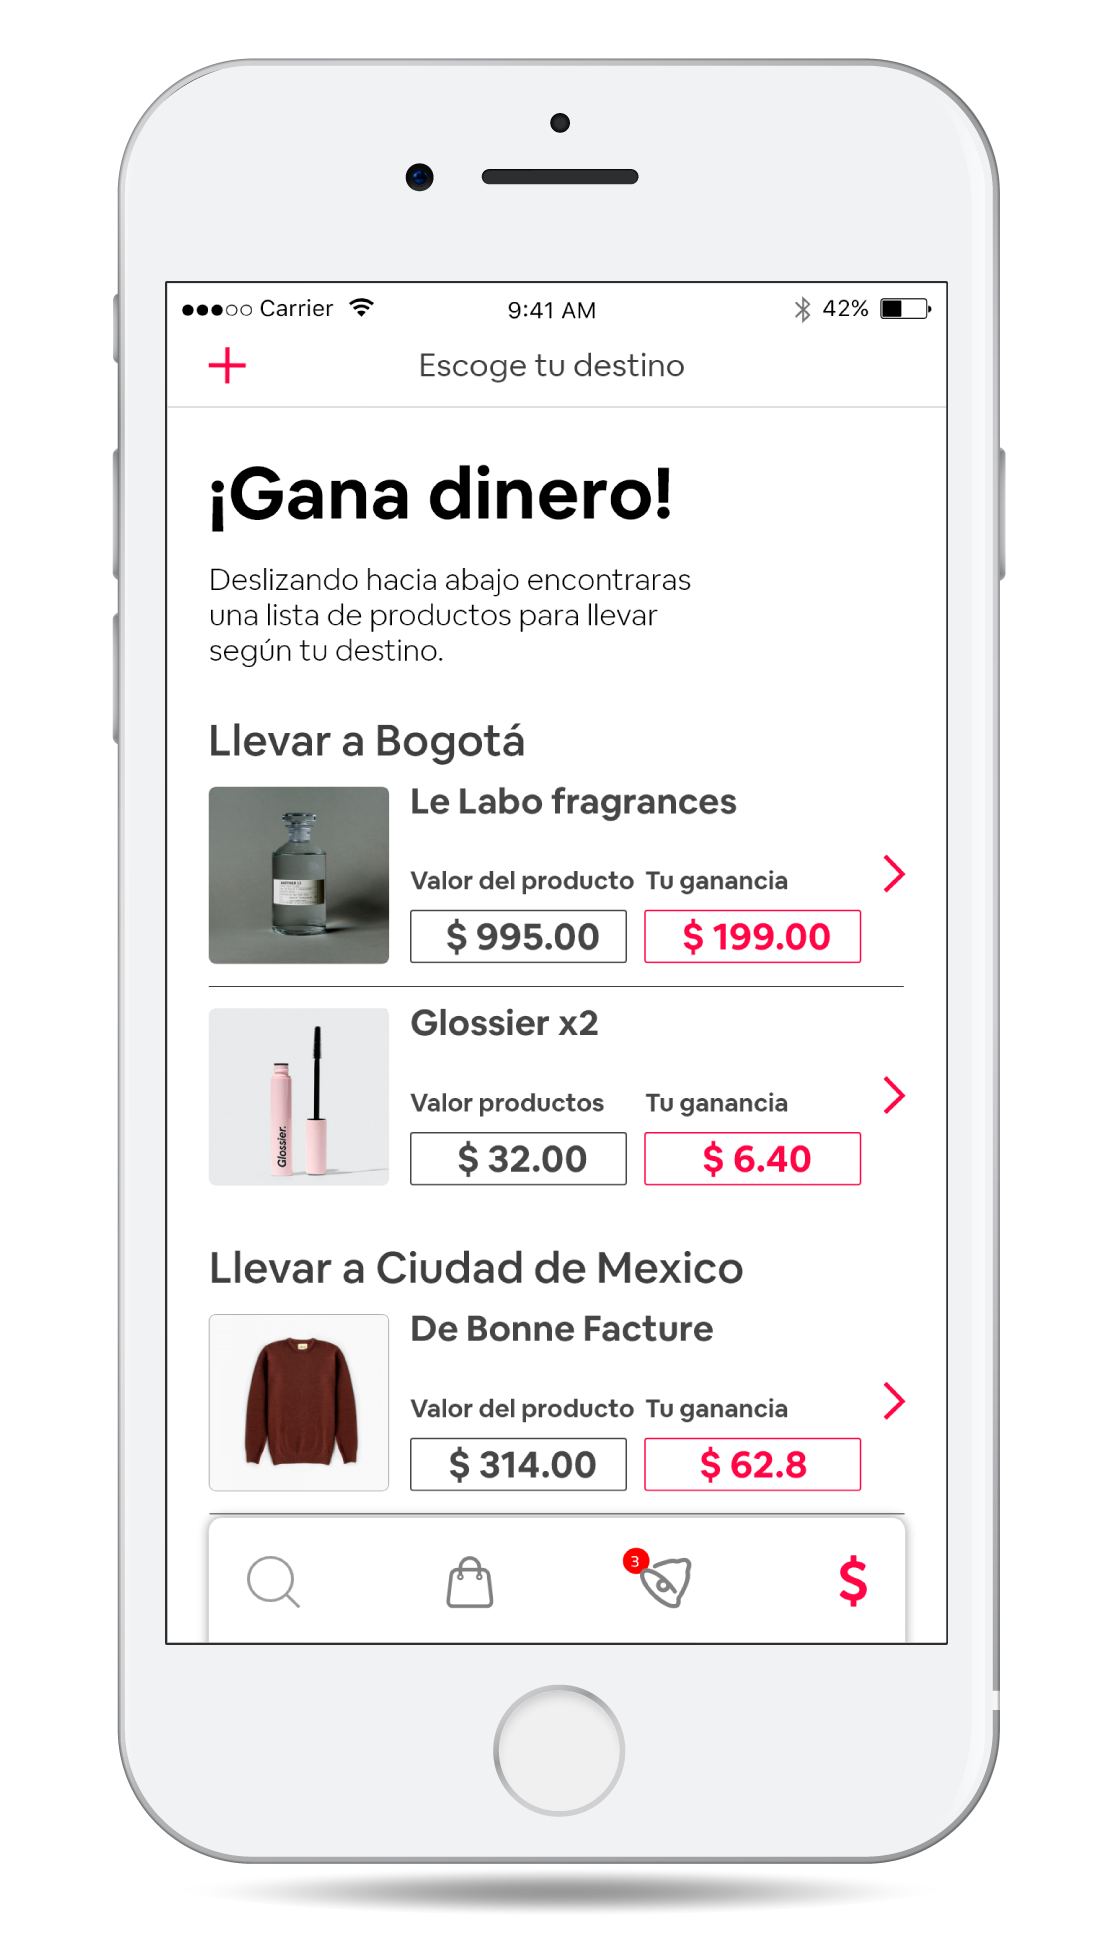 Carrier 9:41 AM 42%
Escoge tu destino
¡Gana dinero!
Deslizando hacia abajo encontraras
una lista de productos para llevar
según tu destino.
Llevar a Bogotá
Le Labo fragrances
Valor del producto Tu ganancia
$ 995.00 $ 199.00
Glossier x2
Glossier.
Valor productos Tu ganancia
$ 32.00 $ 6.40
Llevar a Ciudad de Mexico
De Bonne Facture
Valor del producto Tu ganancia
$ 314.00 $ 62.8
3
$